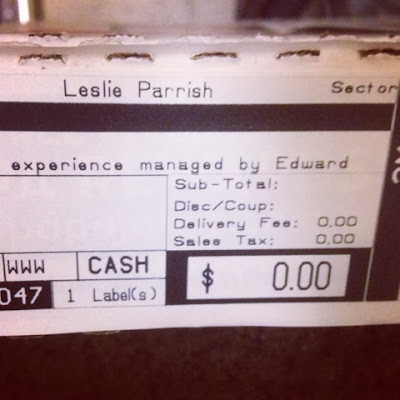 Leslie Parrish Sector
experience managed by Edward
Sub-Total:
Disc/Coup:
Delivery Fee: 0.00
Sales Tax: 0.00
WWW CASH
$ 0.00
047 1 Label(s)